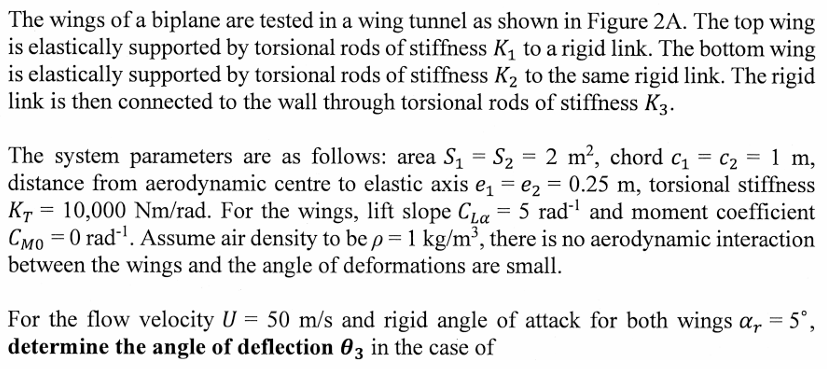 The wings of a biplane are tested in a wing tunnel as shown in Figure 2A. The top wing
is elastically supported by torsional rods of stiffness K₁ to a rigid link. The bottom wing
is elastically supported by torsional rods of stiffness K₂ to the same rigid link. The rigid
link is then connected to the wall through torsional rods of stiffness K₃.
The system parameters are as follows: area S₁ = S₂ = 2 m², chord c₁ = c₂ = 1 m,
distance from aerodynamic centre to elastic axis e₁ = e₂ = 0.25 m, torsional stiffness
K_T = 10,000 Nm/rad. For the wings, lift slope C_Lα = 5 rad⁻¹ and moment coefficient
C_M0 = 0 rad⁻¹. Assume air density to be ρ = 1 kg/m³, there is no aerodynamic interaction
between the wings and the angle of deformations are small.
For the flow velocity U = 50 m/s and rigid angle of attack for both wings α_r = 5°,
determine the angle of deflection θ₃ in the case of